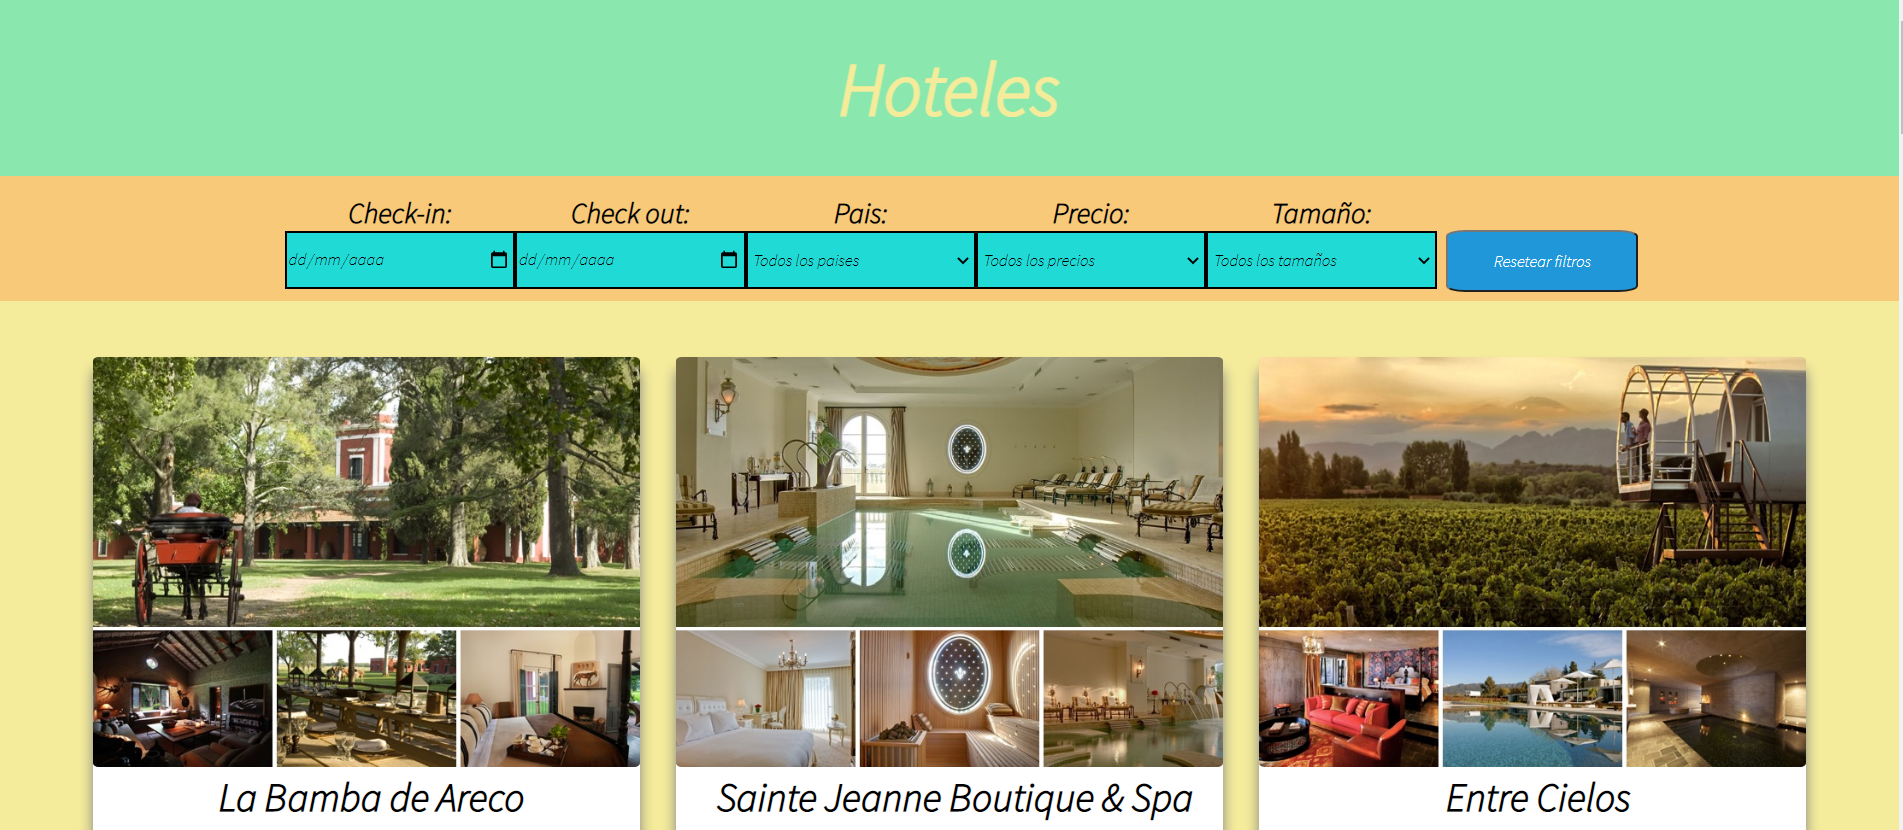 Hoteles
Check-in: Check out: Pais: Precio: Tamaño:
dd/mm/aaaa dd/mm/aaaa Todos los paises Todos los precios Todos los tamaños Resetear filtros
La Bamba de Areco Sainte Jeanne Boutique & Spa Entre Cielos